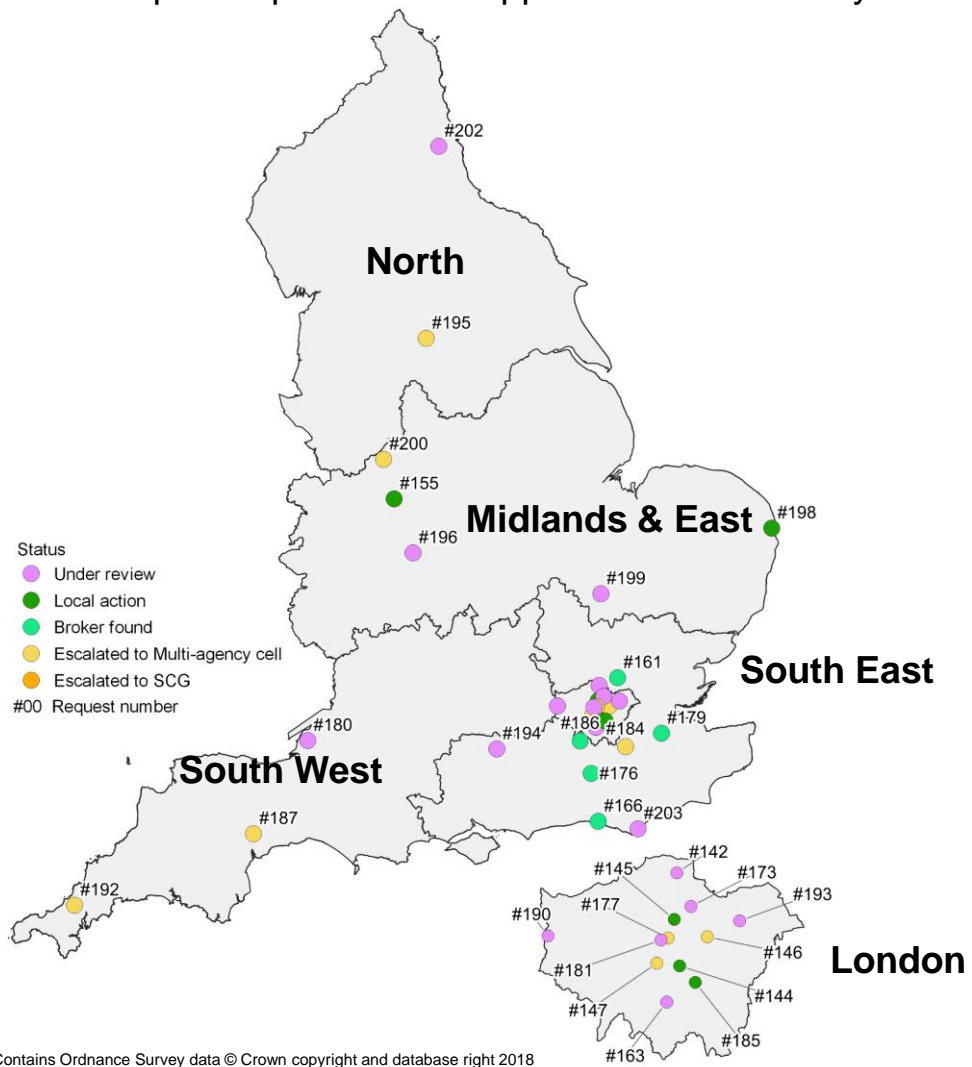 #202
North
#195
#200
#155
#198
Midlands & East
#196
Status
Under review
Local action
Broker found
Escalated to Multi-agency cell
Escalated to SCG
#00 Request number
#199
#161
South East
#180
#194
#186
#184
#179
South West
#176
#187
#166
#203
#192
#142
#145
#173
#177
#193
#190
#181
#146
London
#147
#144
#163
#185
Contains Ordnance Survey data © Crown copyright and database right 2018